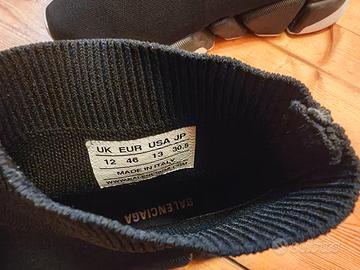 UK EUR USA JP
12 46 13 30.5
MADE IN ITALY
BALENCIAGA